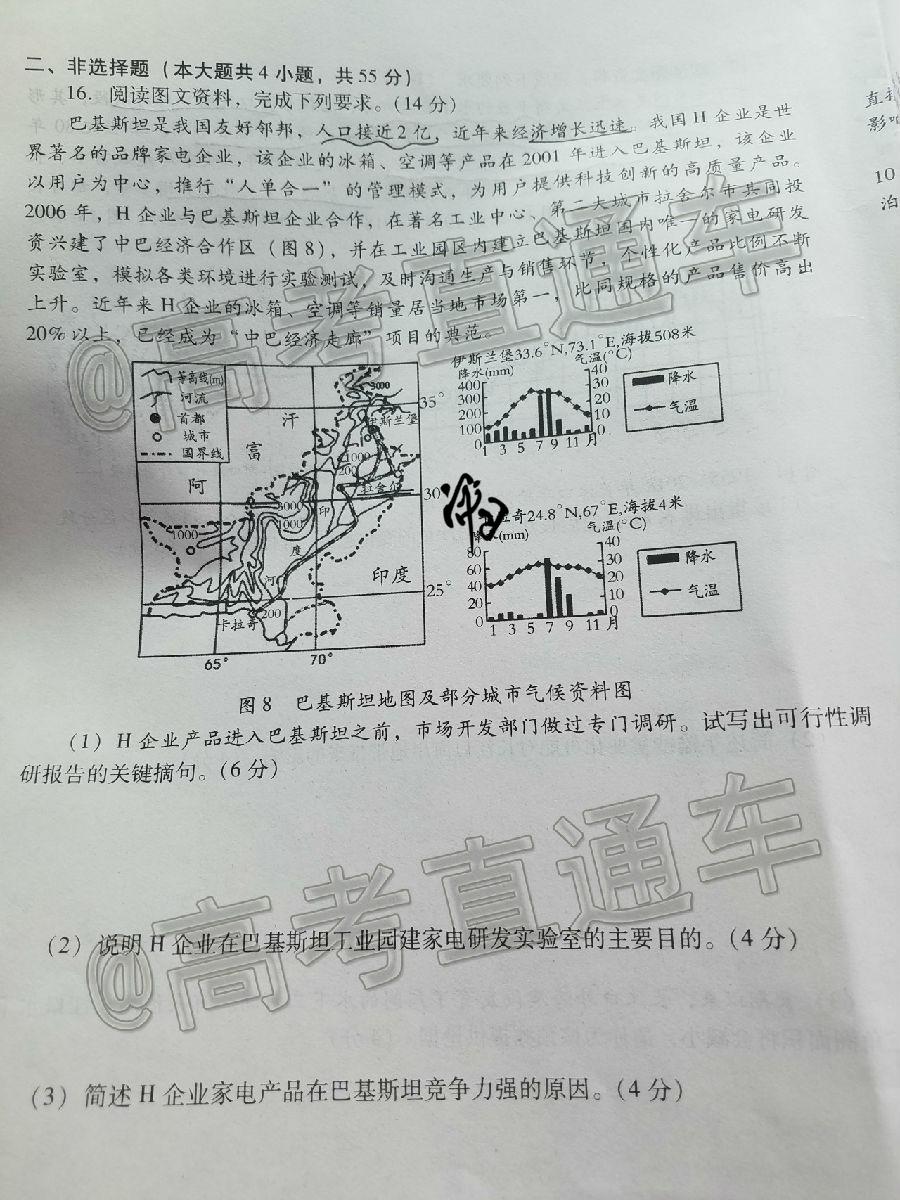 二、非选择题（本大题共4小题，共55分）
16. 阅读图文资料，完成下列要求。（14分）
巴基斯坦是我国友好邻邦，人口接近2亿，近年来经济增长迅速。我国H企业是世
界著名的品牌家电企业，该企业的冰箱、空调等产品在2001年进入巴基斯坦，该企业
以用户为中心，推行“人单合一”的管理模式，为用户提供科技创新的高质量产品。
2006年，H企业与巴基斯坦企业合作，在著名工业中心、第二大城市拉合尔市共同投
资兴建了中巴经济合作区（图8），并在工业园区内建立巴基斯坦国内唯一的家电研发
实验室，模拟各类环境进行实验测试，及时沟通生产与销售环节，个性化产品比例不断
上升。近年来H企业的冰箱、空调等销量居当地市场第一，比同规格的产品售价高出
20%以上，已经成为“中巴经济走廊”项目的典范。
等高线(m)
河流
首都
城市
国界线
阿
富
汗
印度
印
度
河
伊斯兰堡
拉合尔
卡拉奇
3000
1000
200
3000
1000
1000
200
35°
30°
25°
65°
70°
伊斯兰堡33.6°N,73.1°E,海拔508米
降水(mm)
气温(°C)
400
300
200
100
0
40
30
20
10
0
1 3 5 7 9 11 月
降水
气温
拉奇24.8°N,67°E,海拔4米
(mm)
气温(°C)
80
60
40
20
0
40
30
20
10
0
1 3 5 7 9 11 月
降水
气温
图8 巴基斯坦地图及部分城市气候资料图
(1) H企业产品进入巴基斯坦之前，市场开发部门做过专门调研。试写出可行性调
研报告的关键摘句。（6分）
(2) 说明H企业在巴基斯坦工业园建家电研发实验室的主要目的。（4分）
(3) 简述H企业家电产品在巴基斯坦竞争力强的原因。（4分）
@高考直通车
@高考直通车
影响
10
泊